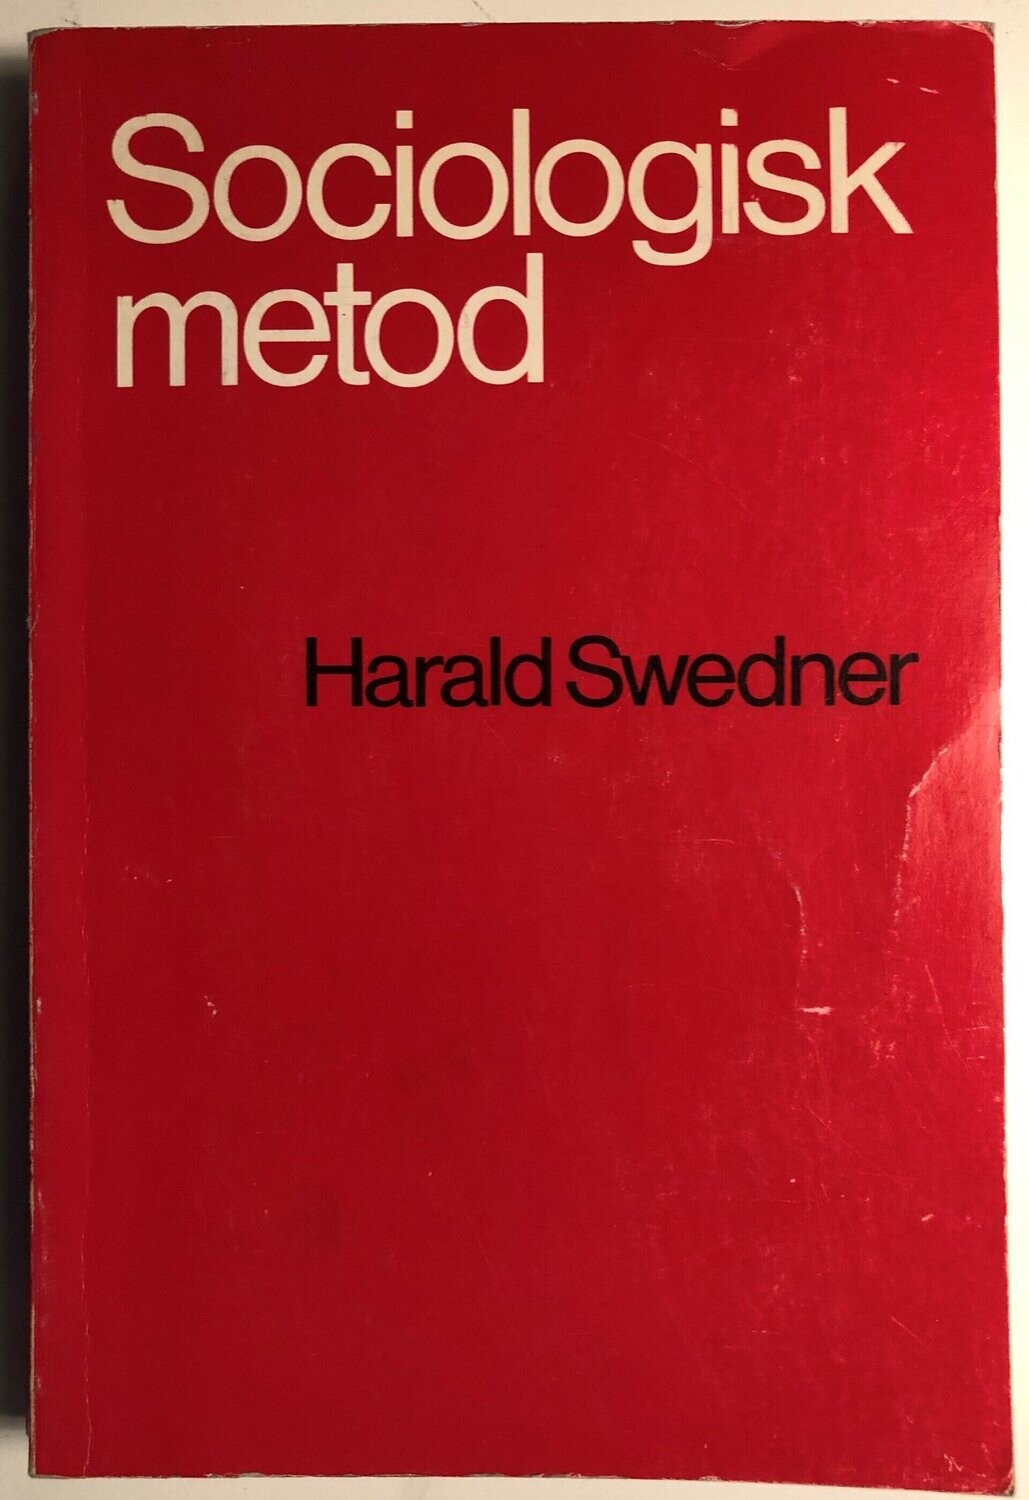 Sociologisk
metod
Harald Swedner